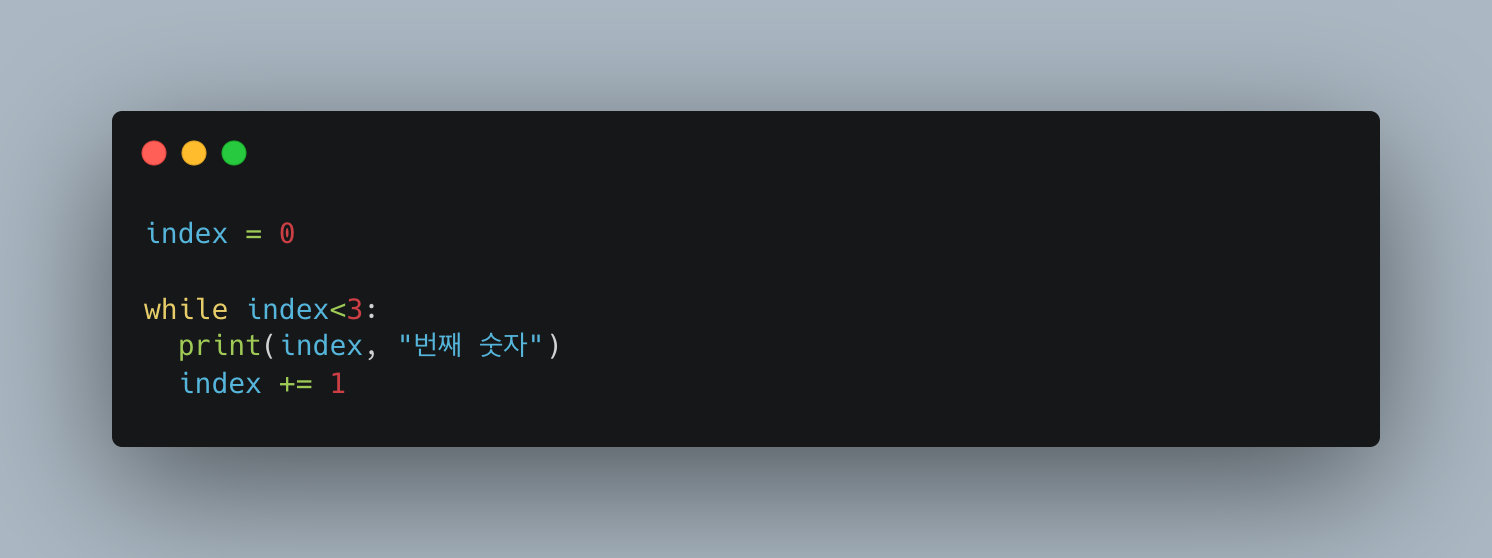 index = 0
while index<3:
  print(index, "번째 숫자")
  index += 1